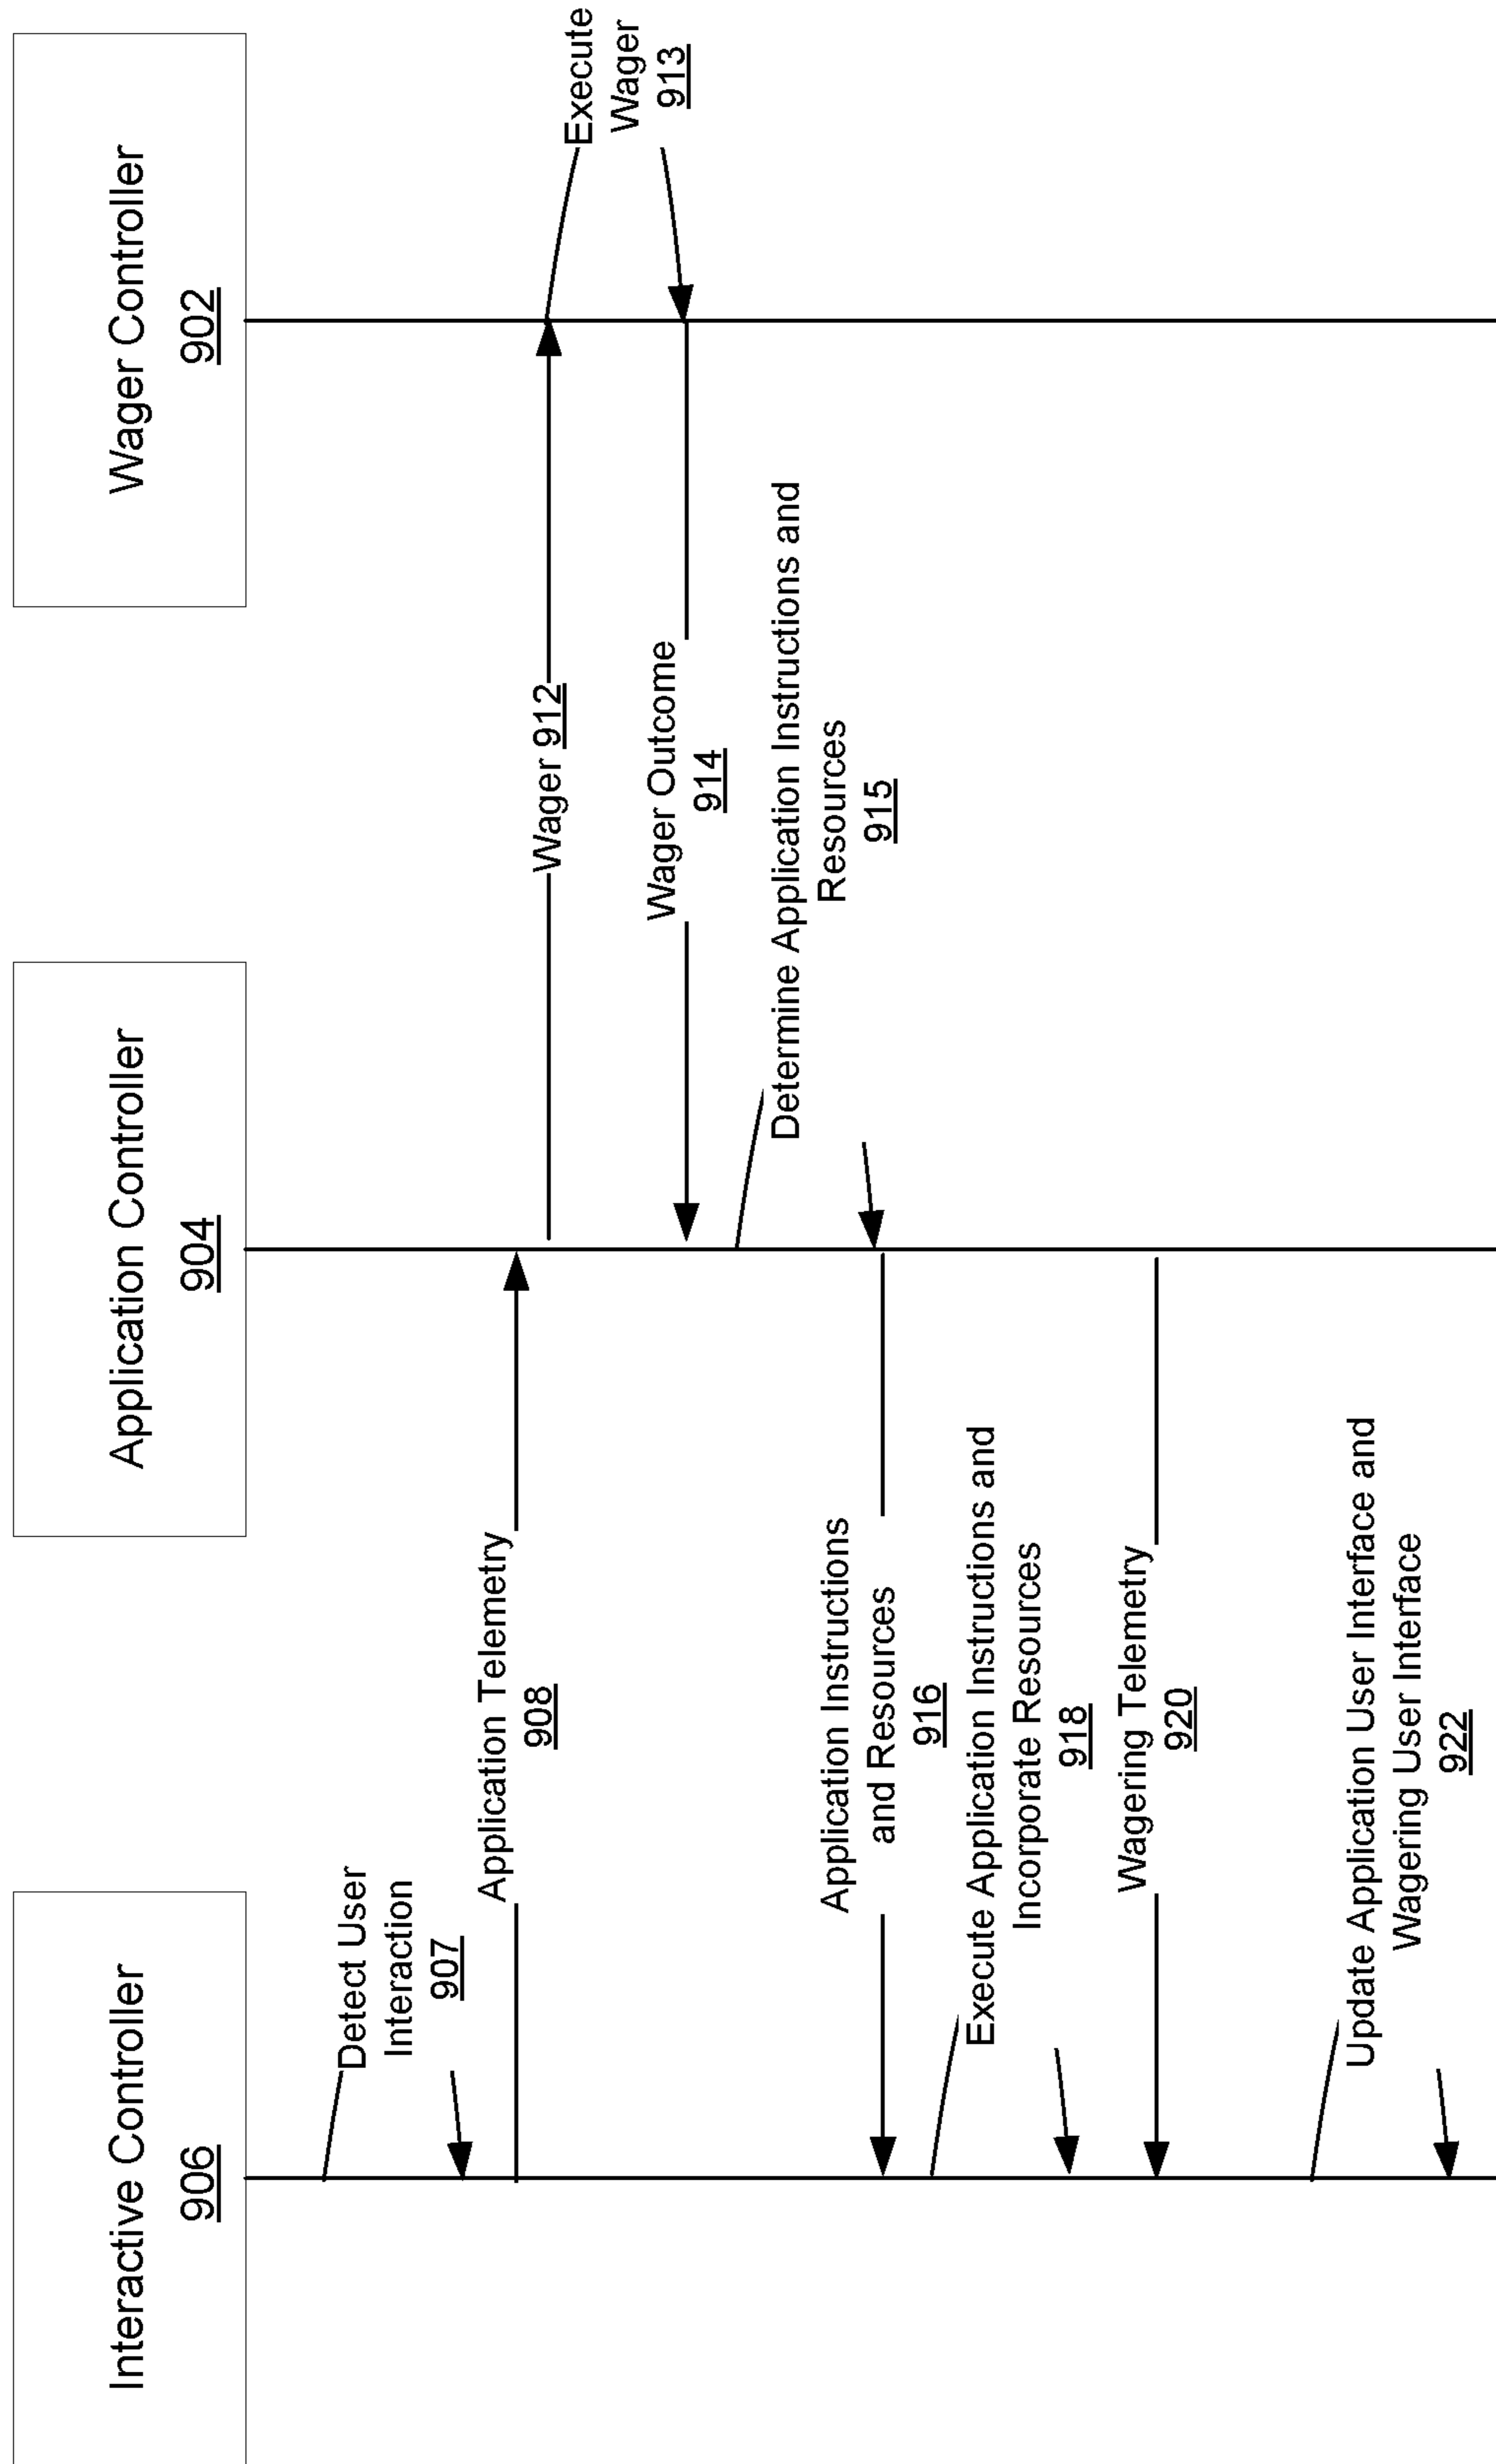 Interactive Controller
906
Application Controller
904
Wager Controller
902
Detect User
Interaction
907
Application Telemetry
908
Wager 912
Execute
Wager
913
Wager Outcome
914
Determine Application Instructions and
Resources
915
Application Instructions
and Resources
916
Execute Application Instructions and
Incorporate Resources
918
Wagering Telemetry
920
Update Application User Interface and
Wagering User Interface
922